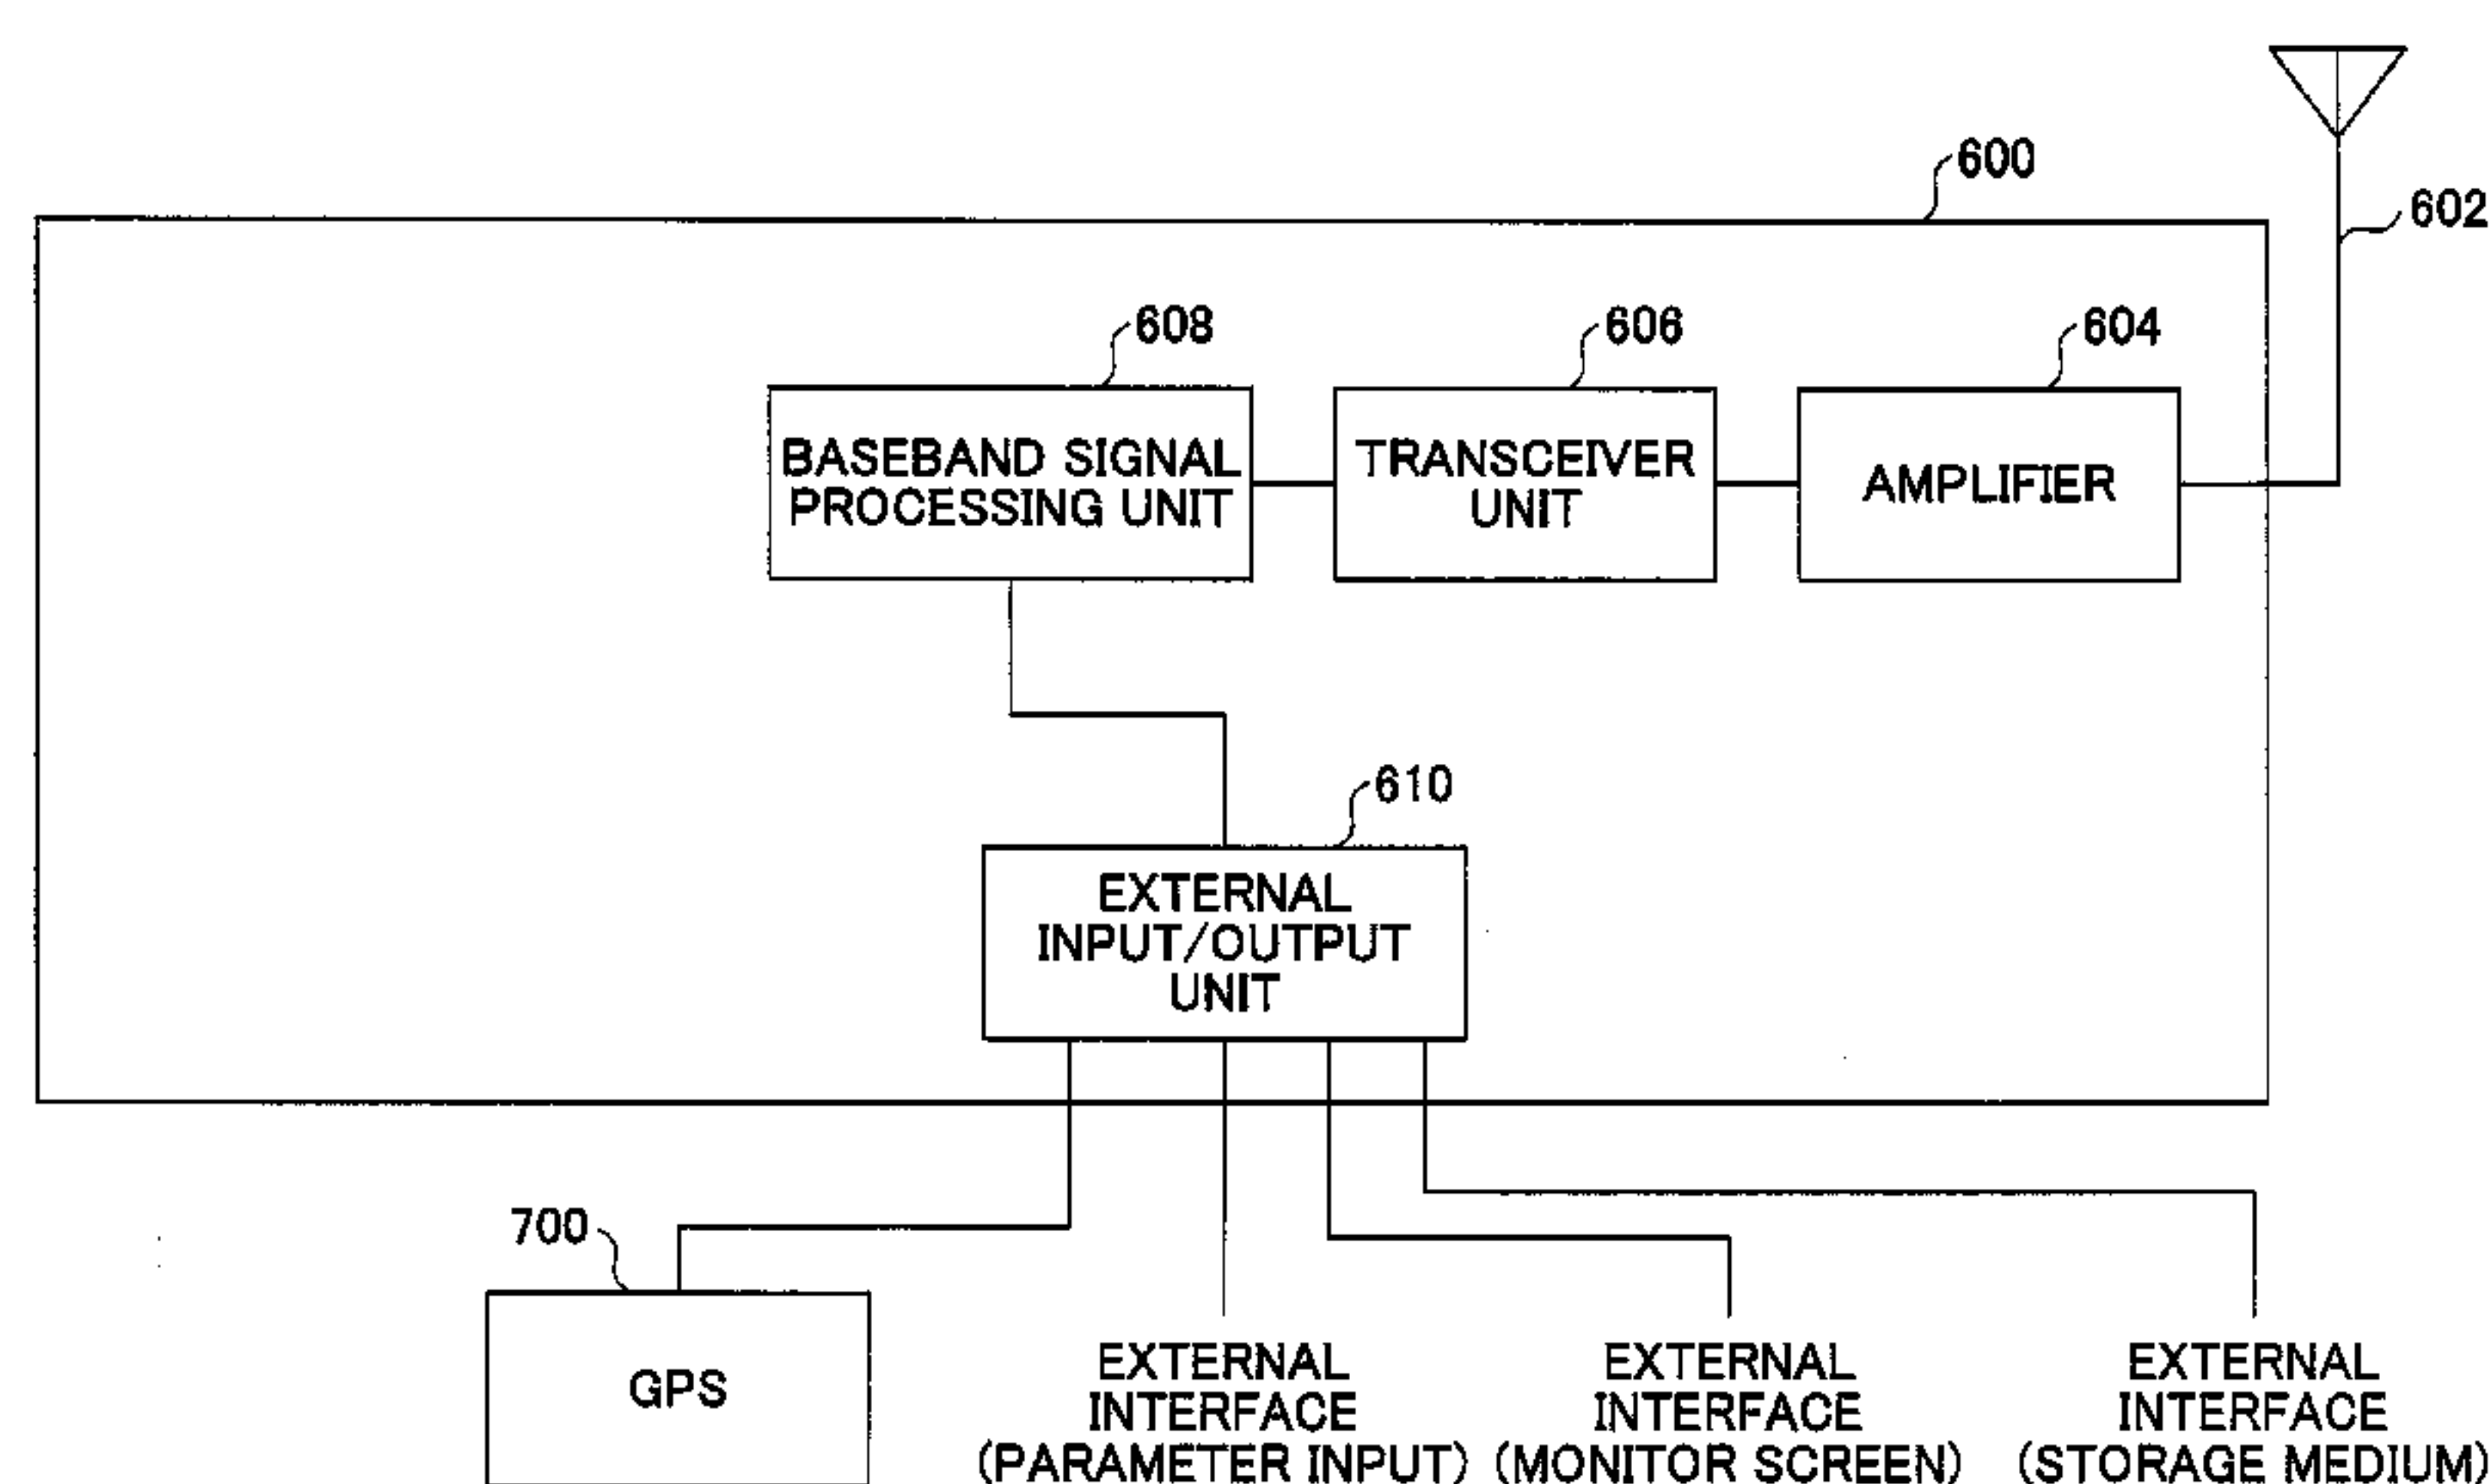 600
602
608
606
604
BASEBAND SIGNAL
PROCESSING UNIT
TRANSCEIVER
UNIT
AMPLIFIER
610
EXTERNAL
INPUT/OUTPUT
UNIT
700
GPS
EXTERNAL
INTERFACE
(PARAMETER INPUT)
EXTERNAL
INTERFACE
(MONITOR SCREEN)
EXTERNAL
INTERFACE
(STORAGE MEDIUM)